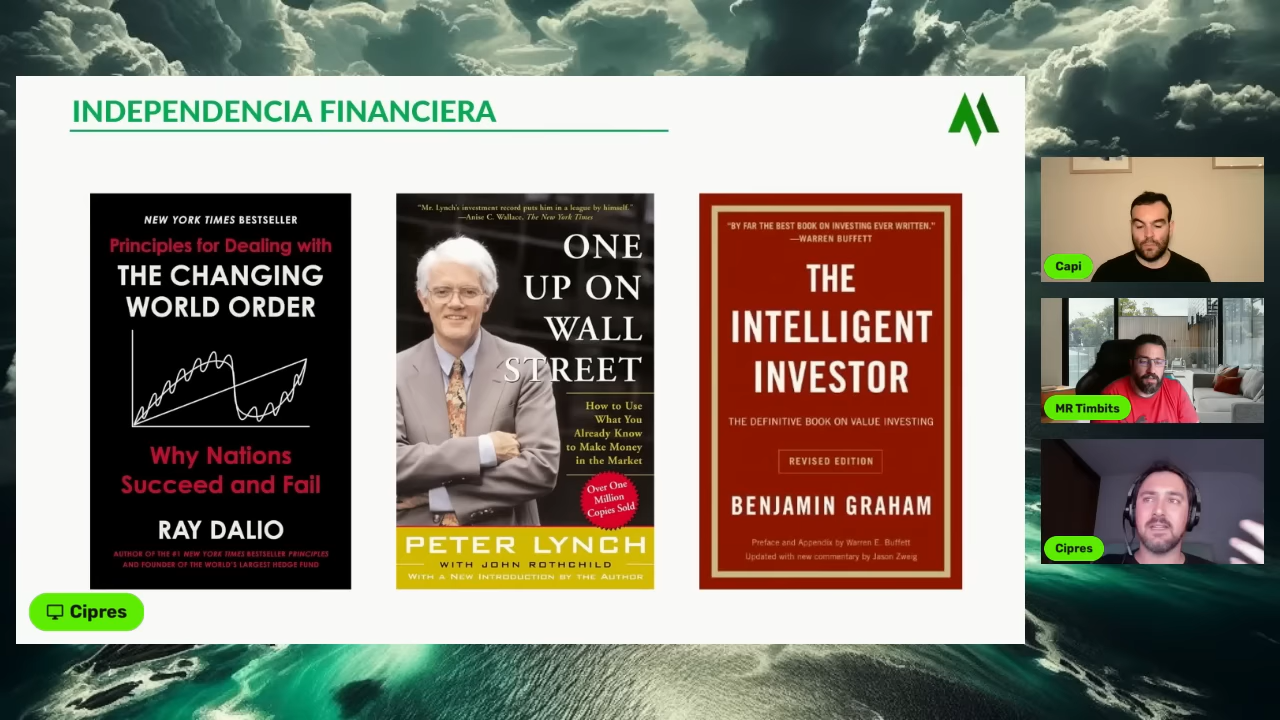 INDEPENDENCIA FINANCIERA
NEW YORK TIMES BESTSELLER
Principles for Dealing with
THE CHANGING
WORLD ORDER
Why Nations
Succeed and Fail
RAY DALIO
AUTHOR OF THE #1 NEW YORK TIMES BESTSELLER PRINCIPLES
AND FOUNDER OF THE WORLD'S LARGEST HEDGE FUND
"Mr. Lynch's investment record puts him in a league by himself."
—Anise C. Wallace, The New York Times
ONE
UP ON
WALL
STREET
How to Use
What You
Already Know
to Make Money
in the Market
Over One
Million
Copies Sold
PETER LYNCH
WITH JOHN ROTHCHILD
WITH A NEW INTRODUCTION BY THE AUTHOR
"BY FAR THE BEST BOOK ON INVESTING EVER WRITTEN."
—WARREN BUFFETT
THE
INTELLIGENT
INVESTOR
THE DEFINITIVE BOOK ON VALUE INVESTING
REVISED EDITION
BENJAMIN GRAHAM
Preface and Appendix by Warren E. Buffett
Updated with new commentary by Jason Zweig
Cipres
Capi
MR Timbits
Cipres